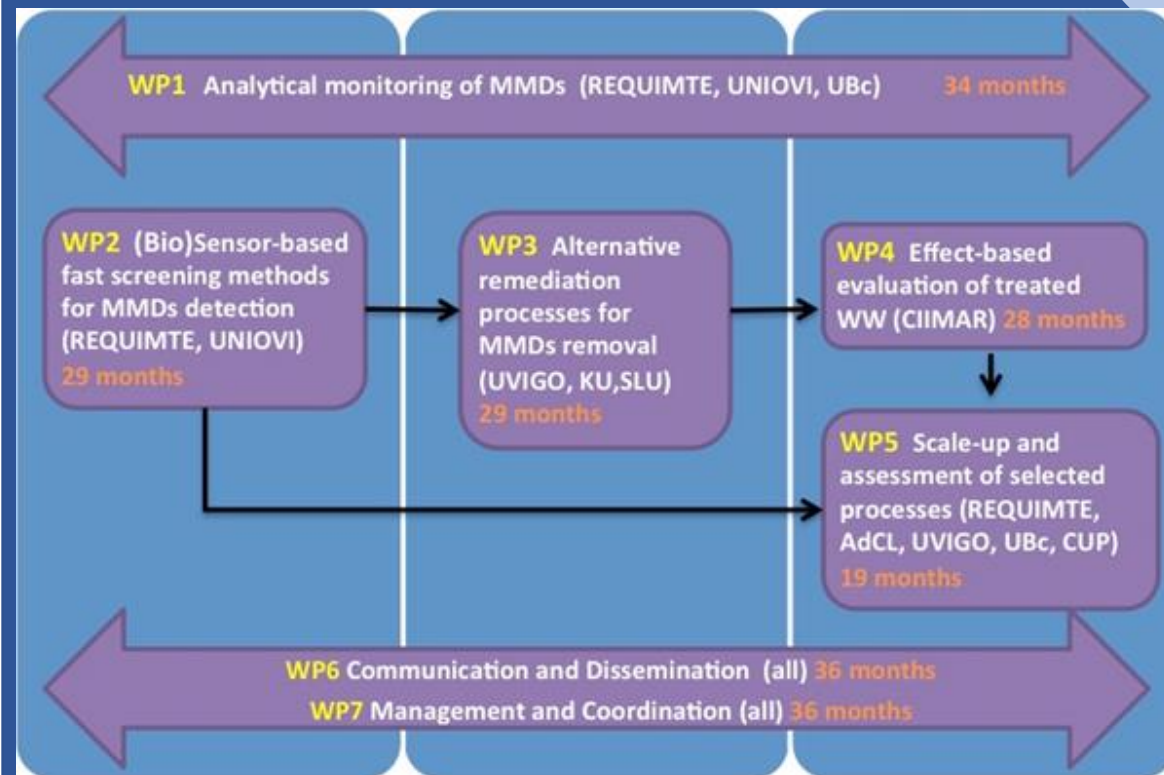 WP1 Analytical monitoring of MMDs (REQUIMTE, UNIOVI, UBc) 34 months
WP2 (Bio)Sensor-based
fast screening methods
for MMDs detection
(REQUIMTE, UNIOVI)
29 months
WP3 Alternative
remediation
processes for
MMDs removal
(UVIGO, KU,SLU)
29 months
WP4 Effect-based
evaluation of treated
WW (CIIMAR) 28 months
WP5 Scale-up and
assessment of selected
processes (REQUIMTE,
AdCL, UVIGO, UBc, CUP)
19 months
WP6 Communication and Dissemination (all) 36 months
WP7 Management and Coordination (all) 36 months